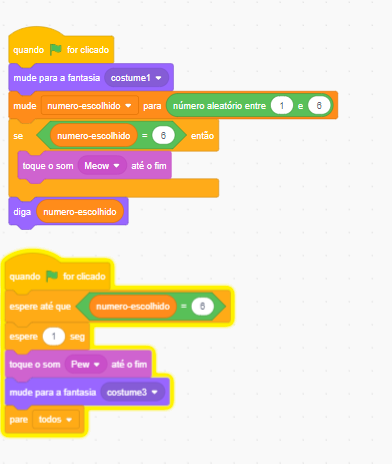 quando for clicado
mude para a fantasia costume1
mude numero-escolhido para número aleatório entre 1 e 6
se numero-escolhido = 6 então
toque o som Meow até o fim
diga numero-escolhido
quando for clicado
espere até que numero-escolhido = 6
espere 1 seg
toque o som Pew até o fim
mude para a fantasia costume3
pare todos